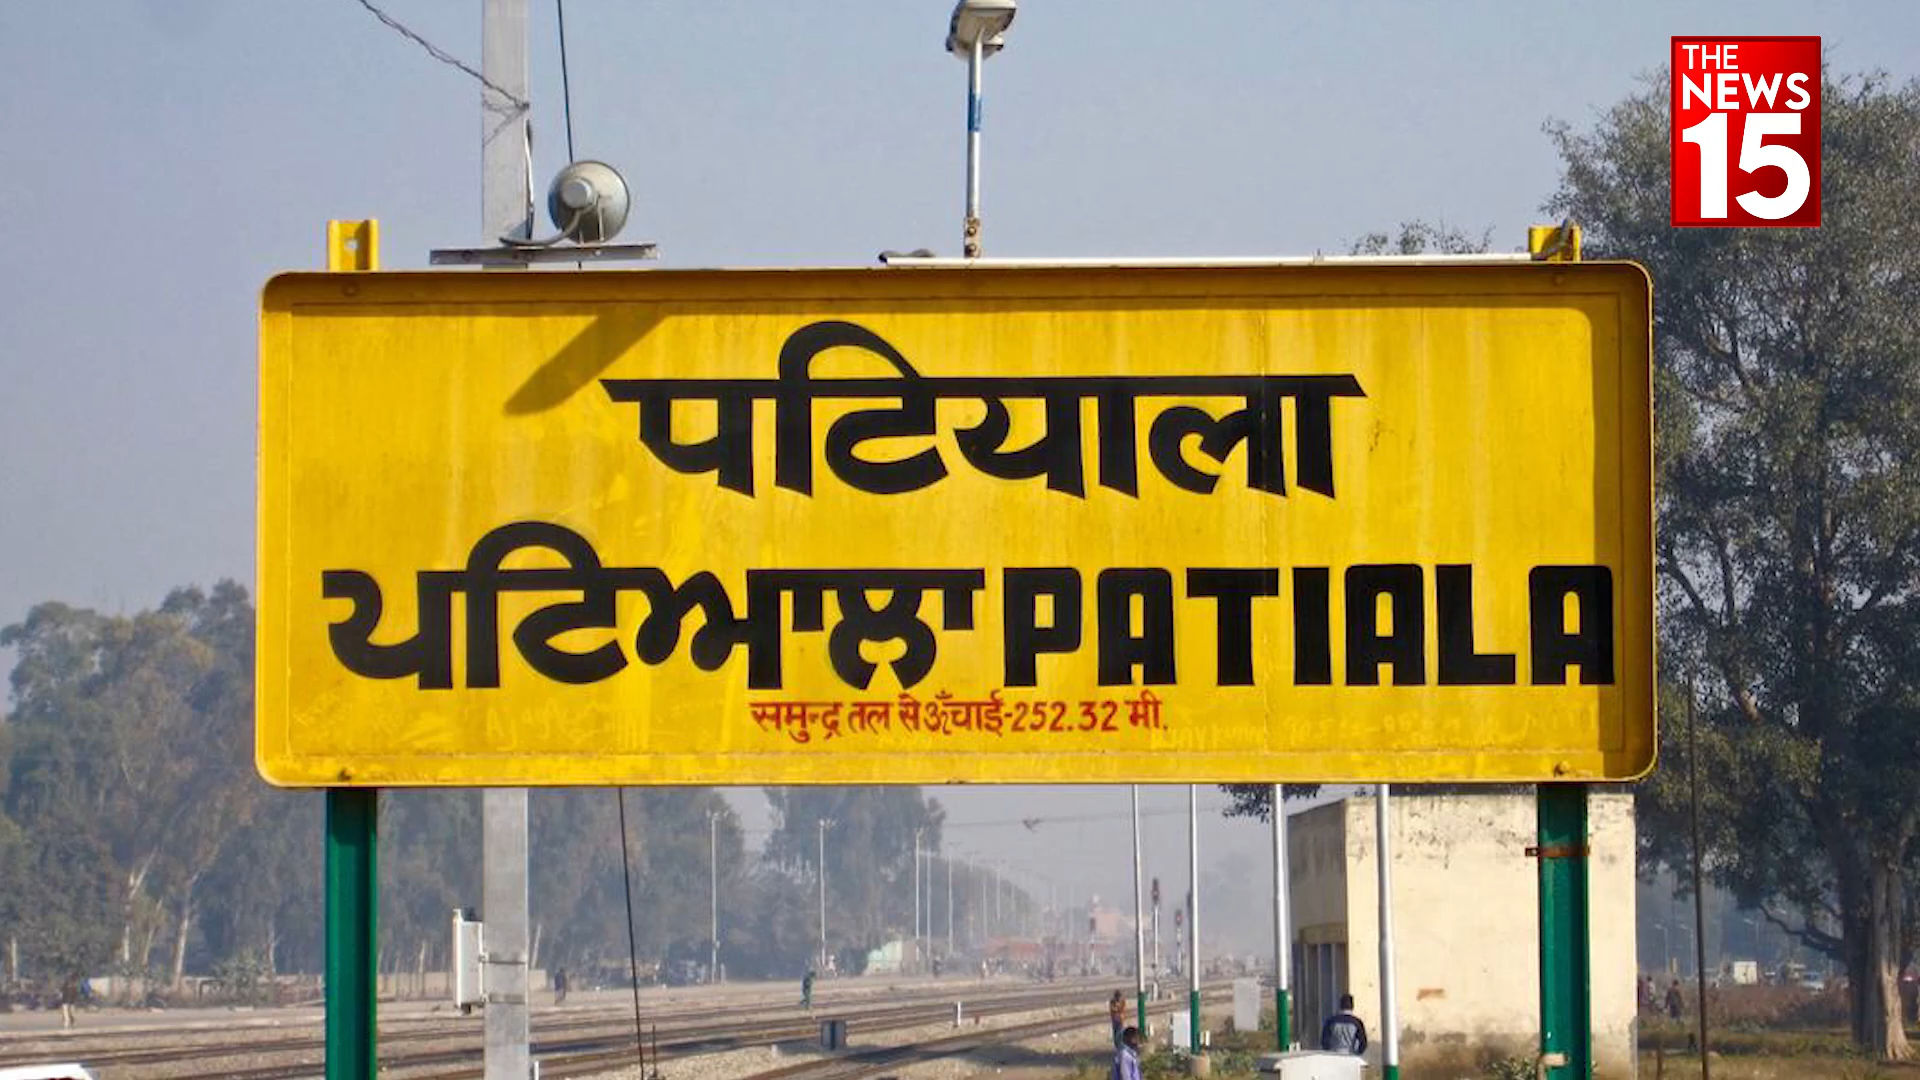 THE
NEWS
15
पटियाला
ਪਟਿਆਲਾ PATIALA
समुन्द्र तल से ऊँचाई-252.32 मी.